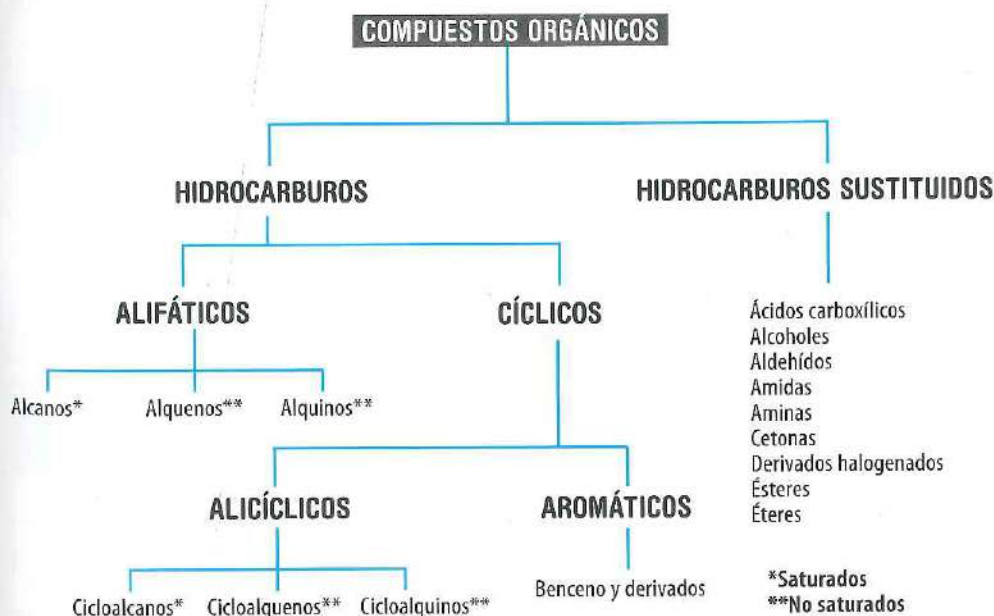 COMPUESTOS ORGÁNICOS
HIDROCARBUROS
HIDROCARBUROS SUSTITUIDOS
ALIFÁTICOS
CÍCLICOS
Alcanos*
Alquenos**
Alquinos**
ALICÍCLICOS
AROMÁTICOS
Cicloalcanos*
Cicloalquenos**
Cicloalquinos**
Benceno y derivados
Ácidos carboxílicos
Alcoholes
Aldehídos
Amidas
Aminas
Cetonas
Derivados halogenados
Ésteres
Éteres
*Saturados
**No saturados